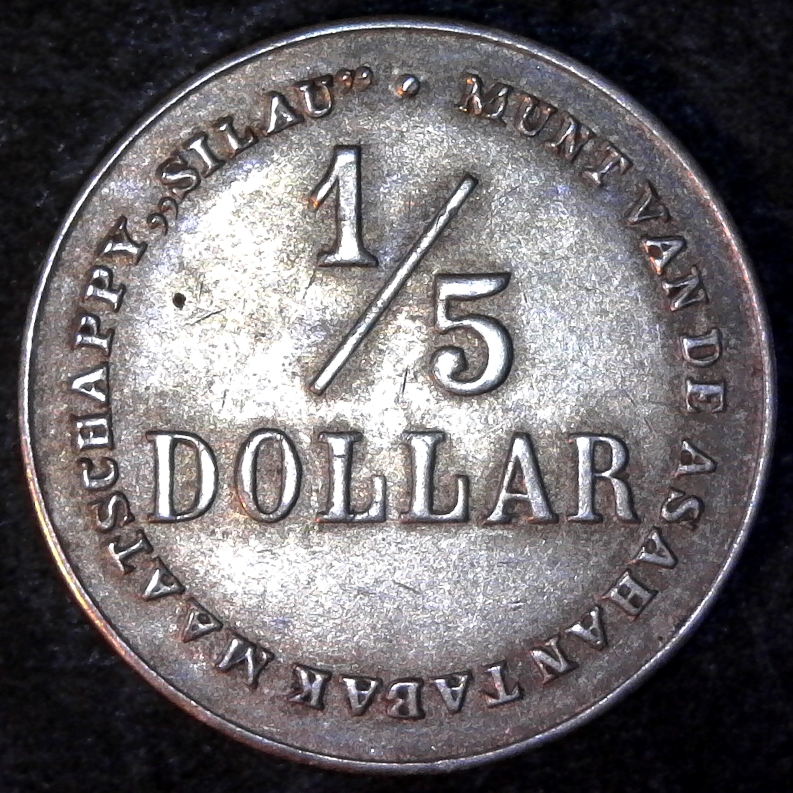 MUNT VAN DE ASAHAN TABAK MAATSCHAPPY „SILAU” •
1/5
DOLLAR